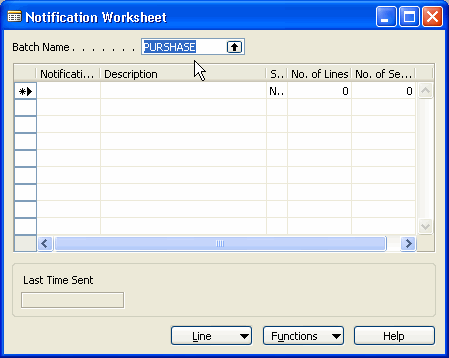 Notification Worksheet
Batch Name . . . . . . . PURSHASE
Notificati... Description S... No. of Lines No. of Se...
N.. 0 0
Last Time Sent
Line Functions Help